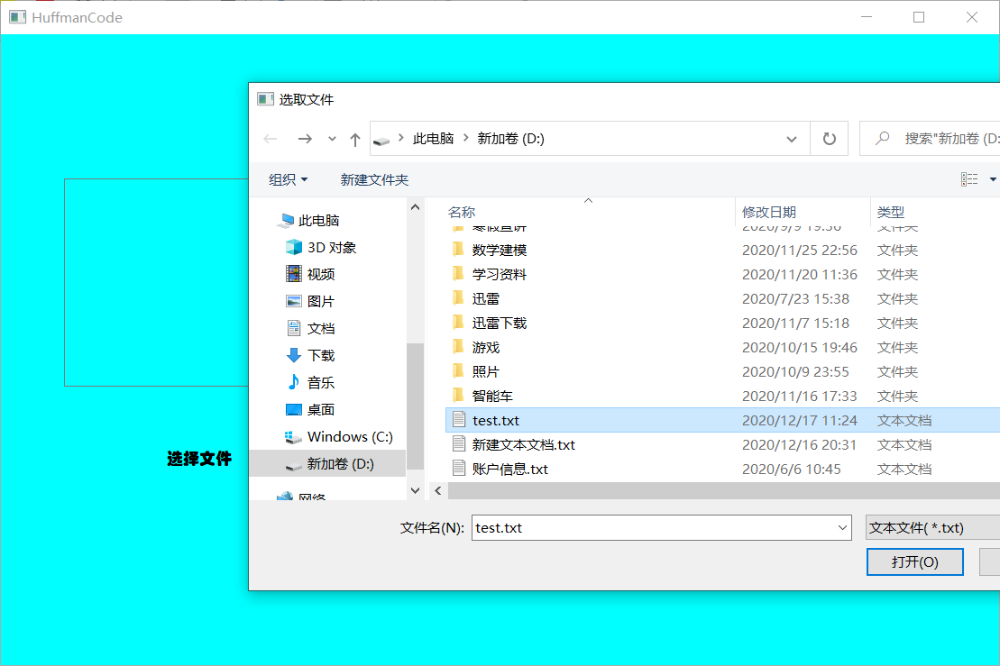 HuffmanCode
选取文件
此电脑 新加卷 (D:) 搜索"新加卷 (D:
组织 新建文件夹
名称 修改日期 类型
寒假宣讲 2020/9/9 19:36 文件夹
此电脑
3D 对象
视频
图片
文档
下载
音乐
桌面
Windows (C:)
新加卷 (D:)
网络
数学建模 2020/11/25 22:56 文件夹
学习资料 2020/11/20 11:36 文件夹
迅雷 2020/7/23 15:38 文件夹
迅雷下载 2020/11/7 15:18 文件夹
游戏 2020/10/15 19:46 文件夹
照片 2020/10/9 23:55 文件夹
智能车 2020/11/16 17:33 文件夹
test.txt 2020/12/17 11:24 文本文档
新建文本文档.txt 2020/12/16 20:31 文本文档
账户信息.txt 2020/6/6 10:45 文本文档
选择文件
文件名(N): test.txt 文本文件( *.txt)
打开(O)